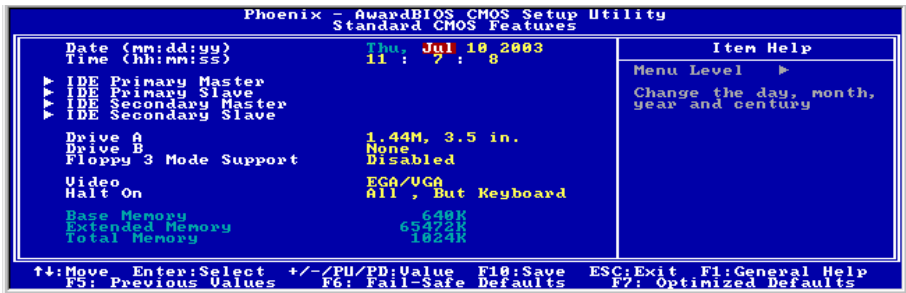 Phoenix - AwardBIOS CMOS Setup Utility
Standard CMOS Features
Date (mm:dd:yy) Thu, Jul 10 2003
Time (hh:mm:ss) 11 : 7 : 8
► IDE Primary Master
► IDE Primary Slave
► IDE Secondary Master
► IDE Secondary Slave
Drive A 1.44M, 3.5 in.
Drive B None
Floppy 3 Mode Support Disabled
Video EGA/VGA
Halt On All , But Keyboard
Base Memory 640K
Extended Memory 65472K
Total Memory 1024K
Item Help
Menu Level ►
Change the day, month,
year and century
↑↓:Move Enter:Select +/-/PU/PD:Value F10:Save ESC:Exit F1:General Help
F5: Previous Values F6: Fail-Safe Defaults F7: Optimized Defaults